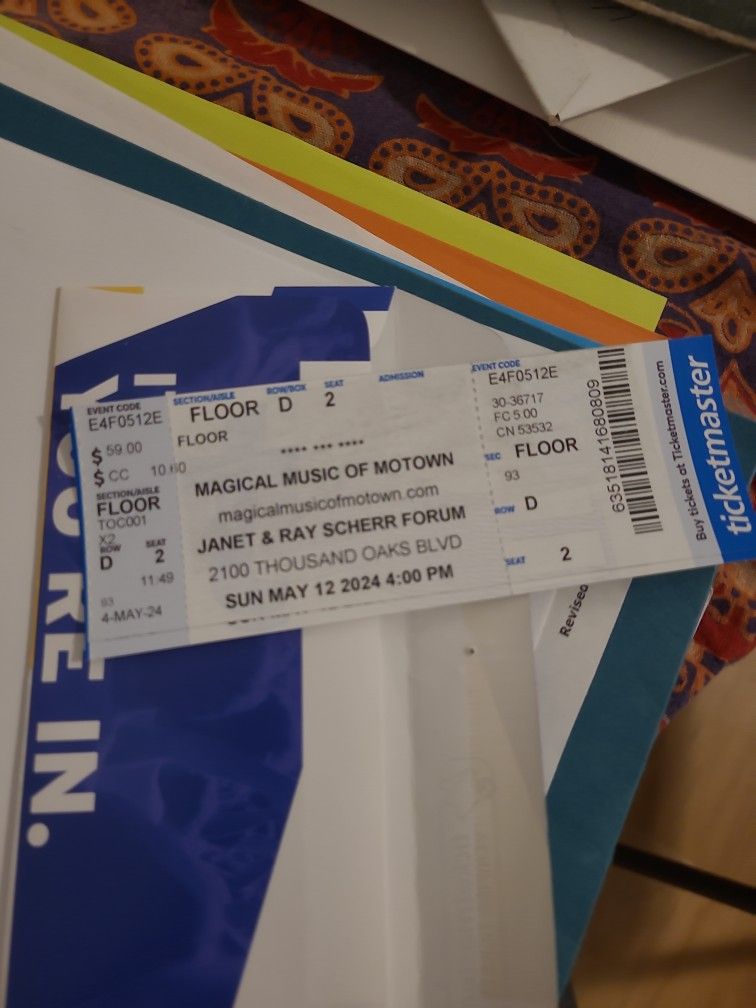 EVENT CODE
E4F0512E
$ 59.00
$ CC 10.60
SECTION/AISLE
FLOOR
TOC001
X2
ROW SEAT
D 2
11:49
93
4-MAY-24
SECTION/AISLE ROW/BOX SEAT ADMISSION
FLOOR D 2
FLOOR
**** *** ****
MAGICAL MUSIC OF MOTOWN
magicalmusicofmotown.com
JANET & RAY SCHERR FORUM
2100 THOUSAND OAKS BLVD
SUN MAY 12 2024 4:00 PM
EVENT CODE
E4F0512E
30-36717
FC 5.00
CN 53532
SEC FLOOR
93
ROW D
SEAT 2
63518141680809
Buy tickets at Ticketmaster.com
ticketmaster
YOU'RE IN.
Revised